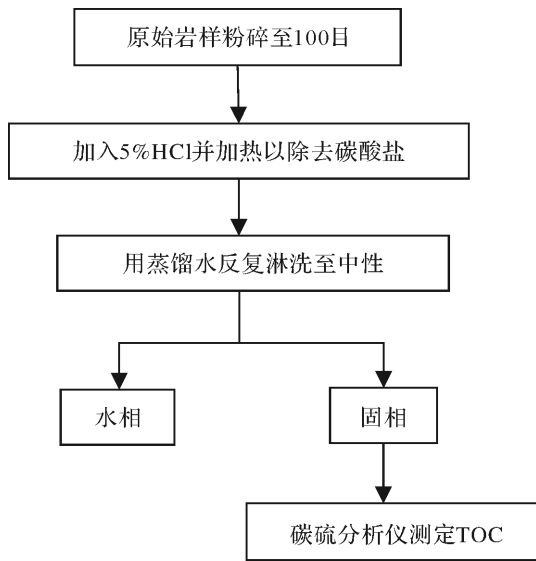 原始岩样粉碎至100目
加入5%HCl并加热以除去碳酸盐
用蒸馏水反复淋洗至中性
水相
固相
碳硫分析仪测定TOC